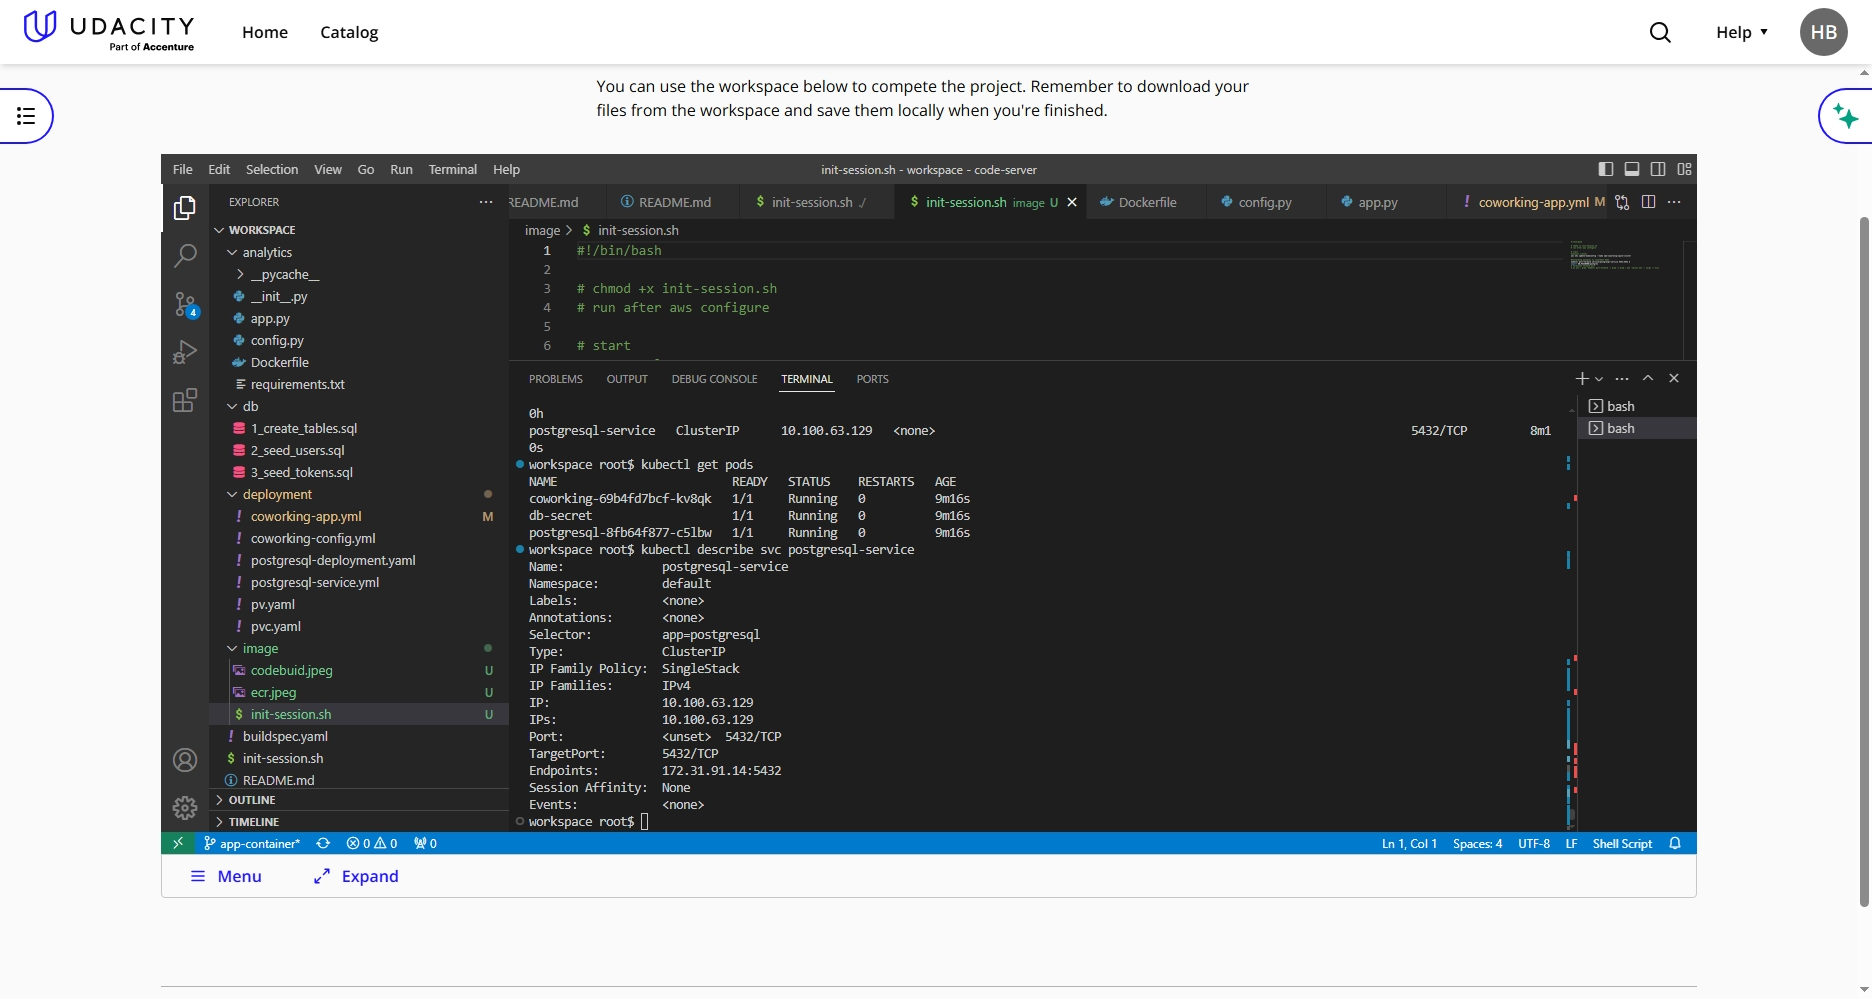 UDACITY
Part of Accenture
Home
Catalog
Help
HB
You can use the workspace below to compete the project. Remember to download your
files from the workspace and save them locally when you're finished.
File Edit Selection View Go Run Terminal Help
init-session.sh - workspace - code-server
EXPLORER
README.md
README.md
init-session.sh ./
init-session.sh image U
Dockerfile
config.py
app.py
! coworking-app.yml M
WORKSPACE
analytics
__pycache__
__init__.py
app.py
config.py
Dockerfile
requirements.txt
db
1_create_tables.sql
2_seed_users.sql
3_seed_tokens.sql
deployment
! coworking-app.yml M
! coworking-config.yml
! postgresql-deployment.yaml
! postgresql-service.yml
! pv.yaml
! pvc.yaml
image
codebuid.jpeg U
ecr.jpeg U
$ init-session.sh U
! buildspec.yaml
$ init-session.sh
README.md
OUTLINE
TIMELINE
image > $ init-session.sh
1 #!/bin/bash
2
3 # chmod +x init-session.sh
4 # run after aws configure
5
6 # start
PROBLEMS OUTPUT DEBUG CONSOLE TERMINAL PORTS
bash
bash
0h
postgresql-service ClusterIP 10.100.63.129 <none> 5432/TCP 8m1
0s
workspace root$ kubectl get pods
NAME READY STATUS RESTARTS AGE
coworking-69b4fd7bcf-kv8qk 1/1 Running 0 9m16s
db-secret 1/1 Running 0 9m16s
postgresql-8fb64f877-c5lbw 1/1 Running 0 9m16s
workspace root$ kubectl describe svc postgresql-service
Name: postgresql-service
Namespace: default
Labels: <none>
Annotations: <none>
Selector: app=postgresql
Type: ClusterIP
IP Family Policy: SingleStack
IP Families: IPv4
IP: 10.100.63.129
IPs: 10.100.63.129
Port: <unset> 5432/TCP
TargetPort: 5432/TCP
Endpoints: 172.31.91.14:5432
Session Affinity: None
Events: <none>
workspace root$
4
app-container* 0 0 0
Ln 1, Col 1 Spaces: 4 UTF-8 LF Shell Script
Menu
Expand